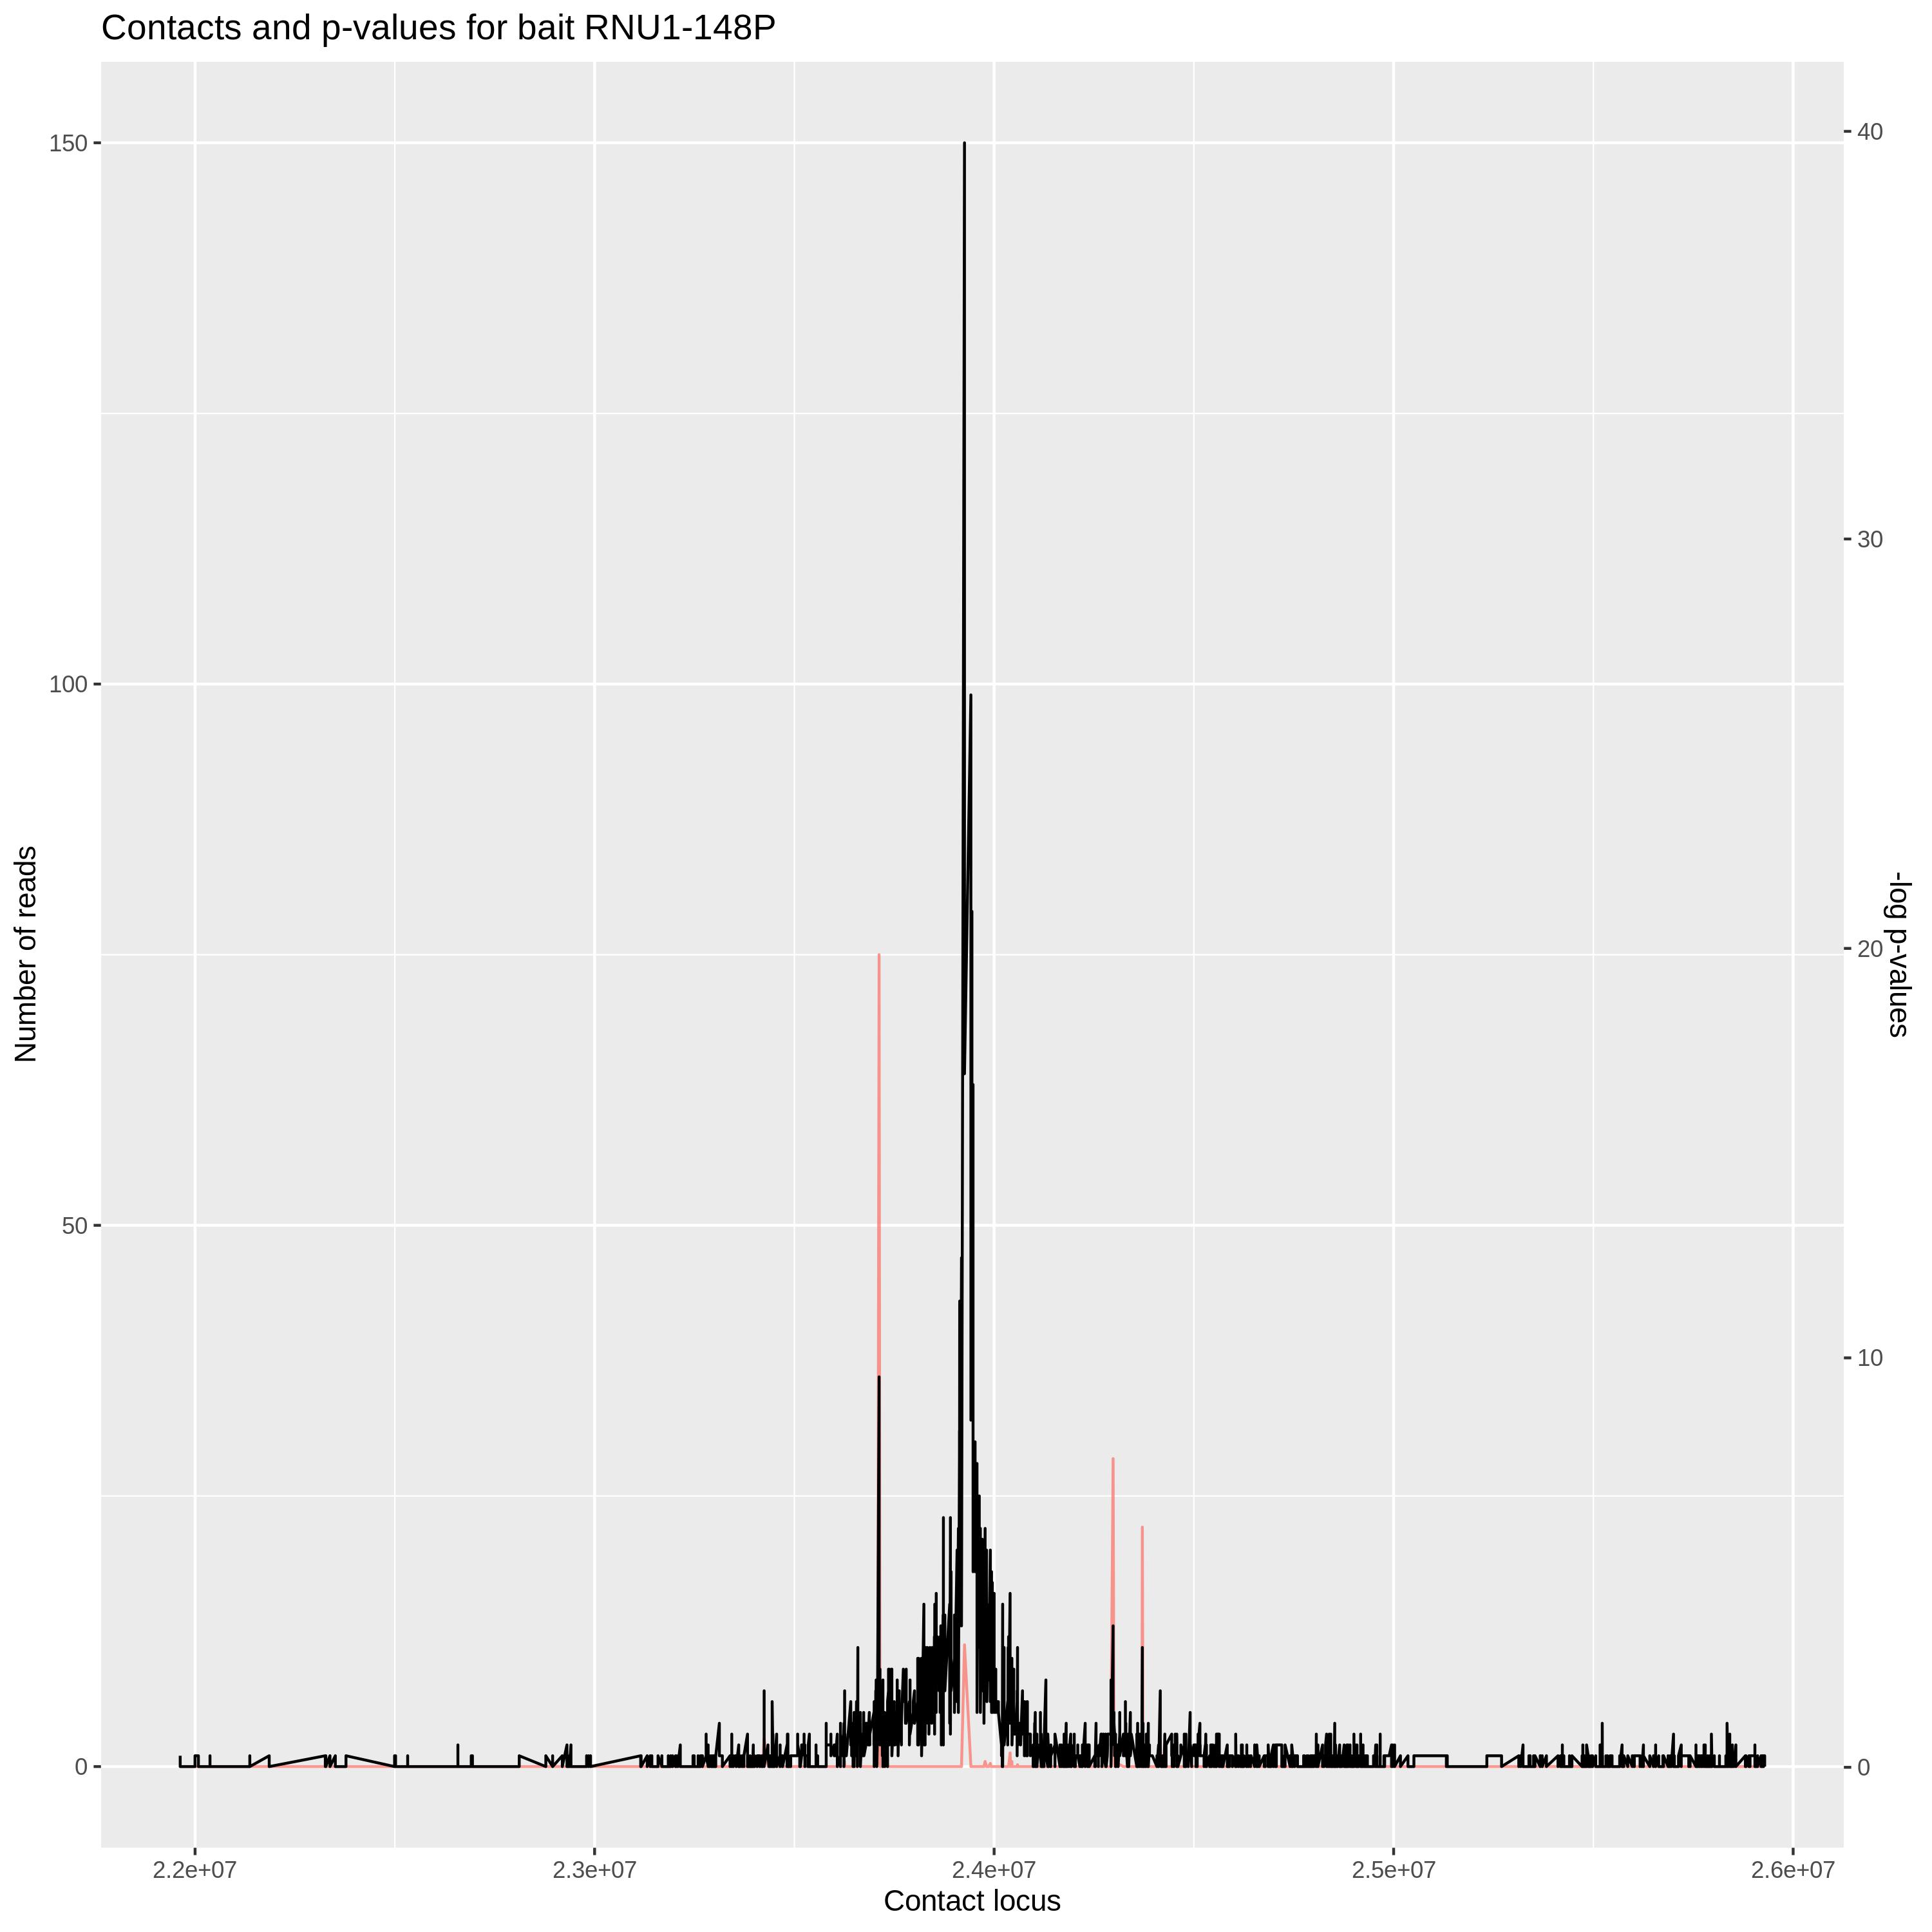 Contacts and p-values for bait RNU1-148P
150
100
50
0
Number of reads
40
30
20
10
0
-log p-values
2.2e+07
2.3e+07
2.4e+07
2.5e+07
2.6e+07
Contact locus